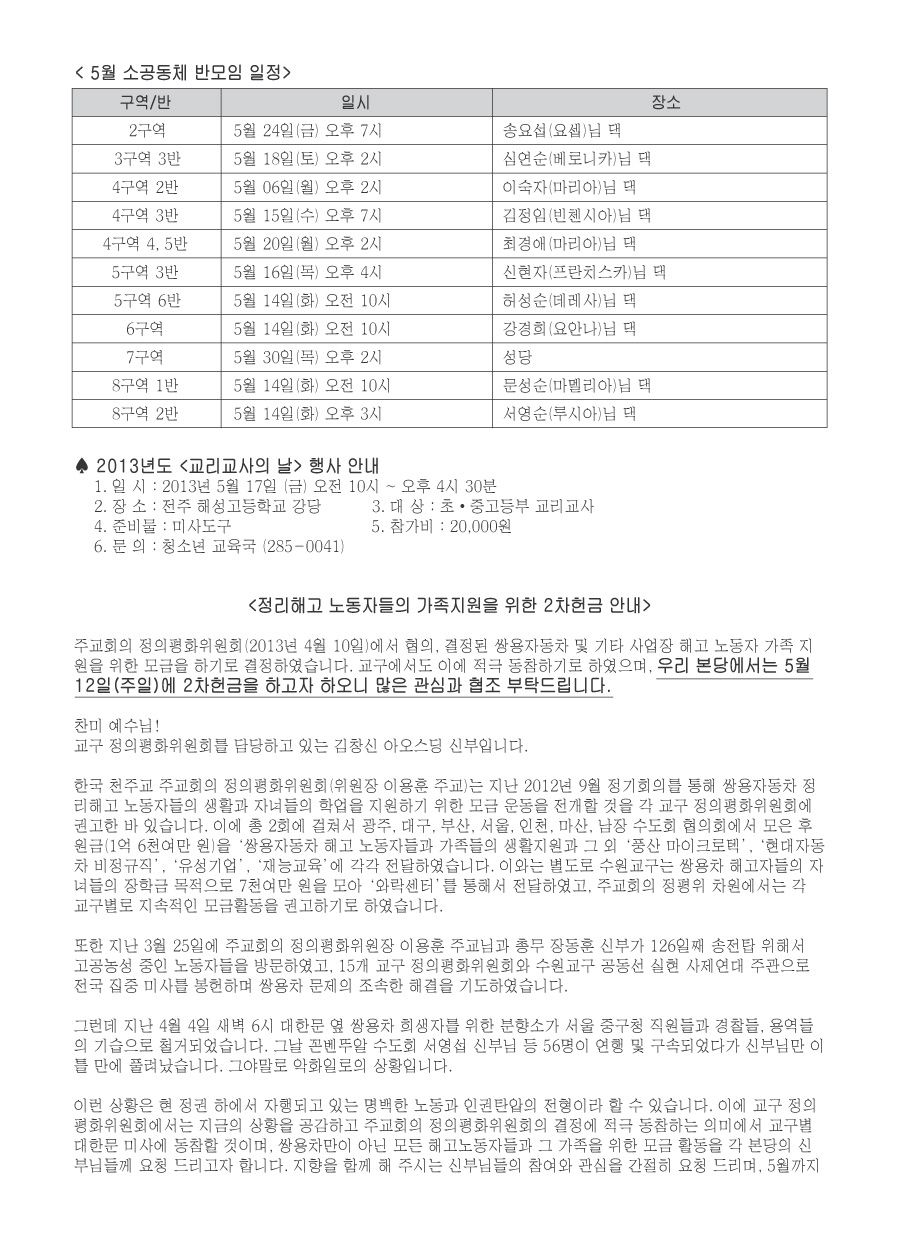 < 5월 소공동체 반모임 일정>
구역/반 일시 장소
2구역 5월 24일(금) 오후 7시 송요섭(요셉)님 댁
3구역 3반 5월 18일(토) 오후 2시 심연순(베로니카)님 댁
4구역 2반 5월 06일(월) 오후 2시 이숙자(마리아)님 댁
4구역 3반 5월 15일(수) 오후 7시 김정임(빈첸시아)님 댁
4구역 4, 5반 5월 20일(월) 오후 2시 최경애(마리아)님 댁
5구역 3반 5월 16일(목) 오후 4시 신현자(프란치스카)님 댁
5구역 6반 5월 14일(화) 오전 10시 허성순(데레사)님 댁
6구역 5월 14일(화) 오전 10시 강경희(요안나)님 댁
7구역 5월 30일(목) 오후 2시 성당
8구역 1반 5월 14일(화) 오전 10시 문성순(마멜리아)님 댁
8구역 2반 5월 14일(화) 오후 3시 서영순(루시아)님 댁
♠ 2013년도 <교리교사의 날> 행사 안내
1. 일 시 : 2013년 5월 17일 (금) 오전 10시 ~ 오후 4시 30분
2. 장 소 : 전주 해성고등학교 강당 3. 대 상 : 초·중고등부 교리교사
4. 준비물 : 미사도구 5. 참가비 : 20,000원
6. 문 의 : 청소년 교육국 (285-0041)
<정리해고 노동자들의 가족지원을 위한 2차헌금 안내>
주교회의 정의평화위원회(2013년 4월 10일)에서 협의, 결정된 쌍용자동차 및 기타 사업장 해고 노동자 가족 지
원을 위한 모금을 하기로 결정하였습니다. 교구에서도 이에 적극 동참하기로 하였으며, 우리 본당에서는 5월
12일(주일)에 2차헌금을 하고자 하오니 많은 관심과 협조 부탁드립니다.
찬미 예수님!
교구 정의평화위원회를 담당하고 있는 김창신 아오스딩 신부입니다.
한국 천주교 주교회의 정의평화위원회(위원장 이용훈 주교)는 지난 2012년 9월 정기회의를 통해 쌍용자동차 정
리해고 노동자들의 생활과 자녀들의 학업을 지원하기 위한 모금 운동을 전개할 것을 각 교구 정의평화위원회에
권고한 바 있습니다. 이에 총 2회에 걸쳐서 광주, 대구, 부산, 서울, 인천, 마산, 남장 수도회 협의회에서 모은 후
원금(1억 6천여만 원)을 ‘쌍용자동차 해고 노동자들과 가족들의 생활지원과 그 외 ‘풍산 마이크로텍’, ‘현대자동
차 비정규직’, ‘유성기업’, ‘재능교육’에 각각 전달하였습니다. 이와는 별도로 수원교구는 쌍용차 해고자들의 자
녀들의 장학금 목적으로 7천여만 원을 모아 ‘와락센터’를 통해서 전달하였고, 주교회의 정평위 차원에서는 각
교구별로 지속적인 모금활동을 권고하기로 하였습니다.
또한 지난 3월 25일에 주교회의 정의평화위원장 이용훈 주교님과 총무 장동훈 신부가 126일째 송전탑 위해서
고공농성 중인 노동자들을 방문하였고, 15개 교구 정의평화위원회와 수원교구 공동선 실현 사제연대 주관으로
전국 집중 미사를 봉헌하며 쌍용차 문제의 조속한 해결을 기도하였습니다.
그런데 지난 4월 4일 새벽 6시 대한문 옆 쌍용차 희생자를 위한 분향소가 서울 중구청 직원들과 경찰들, 용역들
의 기습으로 철거되었습니다. 그날 꼰벤뚜알 수도회 서영섭 신부님 등 56명이 연행 및 구속되었다가 신부님만 이
틀 만에 풀려났습니다. 그야말로 악화일로의 상황입니다.
이런 상황은 현 정권 하에서 자행되고 있는 명백한 노동과 인권탄압의 전형이라 할 수 있습니다. 이에 교구 정의
평화위원회에서는 지금의 상황을 공감하고 주교회의 정의평화위원회의 결정에 적극 동참하는 의미에서 교구별
대한문 미사에 동참할 것이며, 쌍용차만이 아닌 모든 해고노동자들과 그 가족을 위한 모금 활동을 각 본당의 신
부님들께 요청 드리고자 합니다. 지향을 함께 해 주시는 신부님들의 참여와 관심을 간절히 요청 드리며, 5월까지